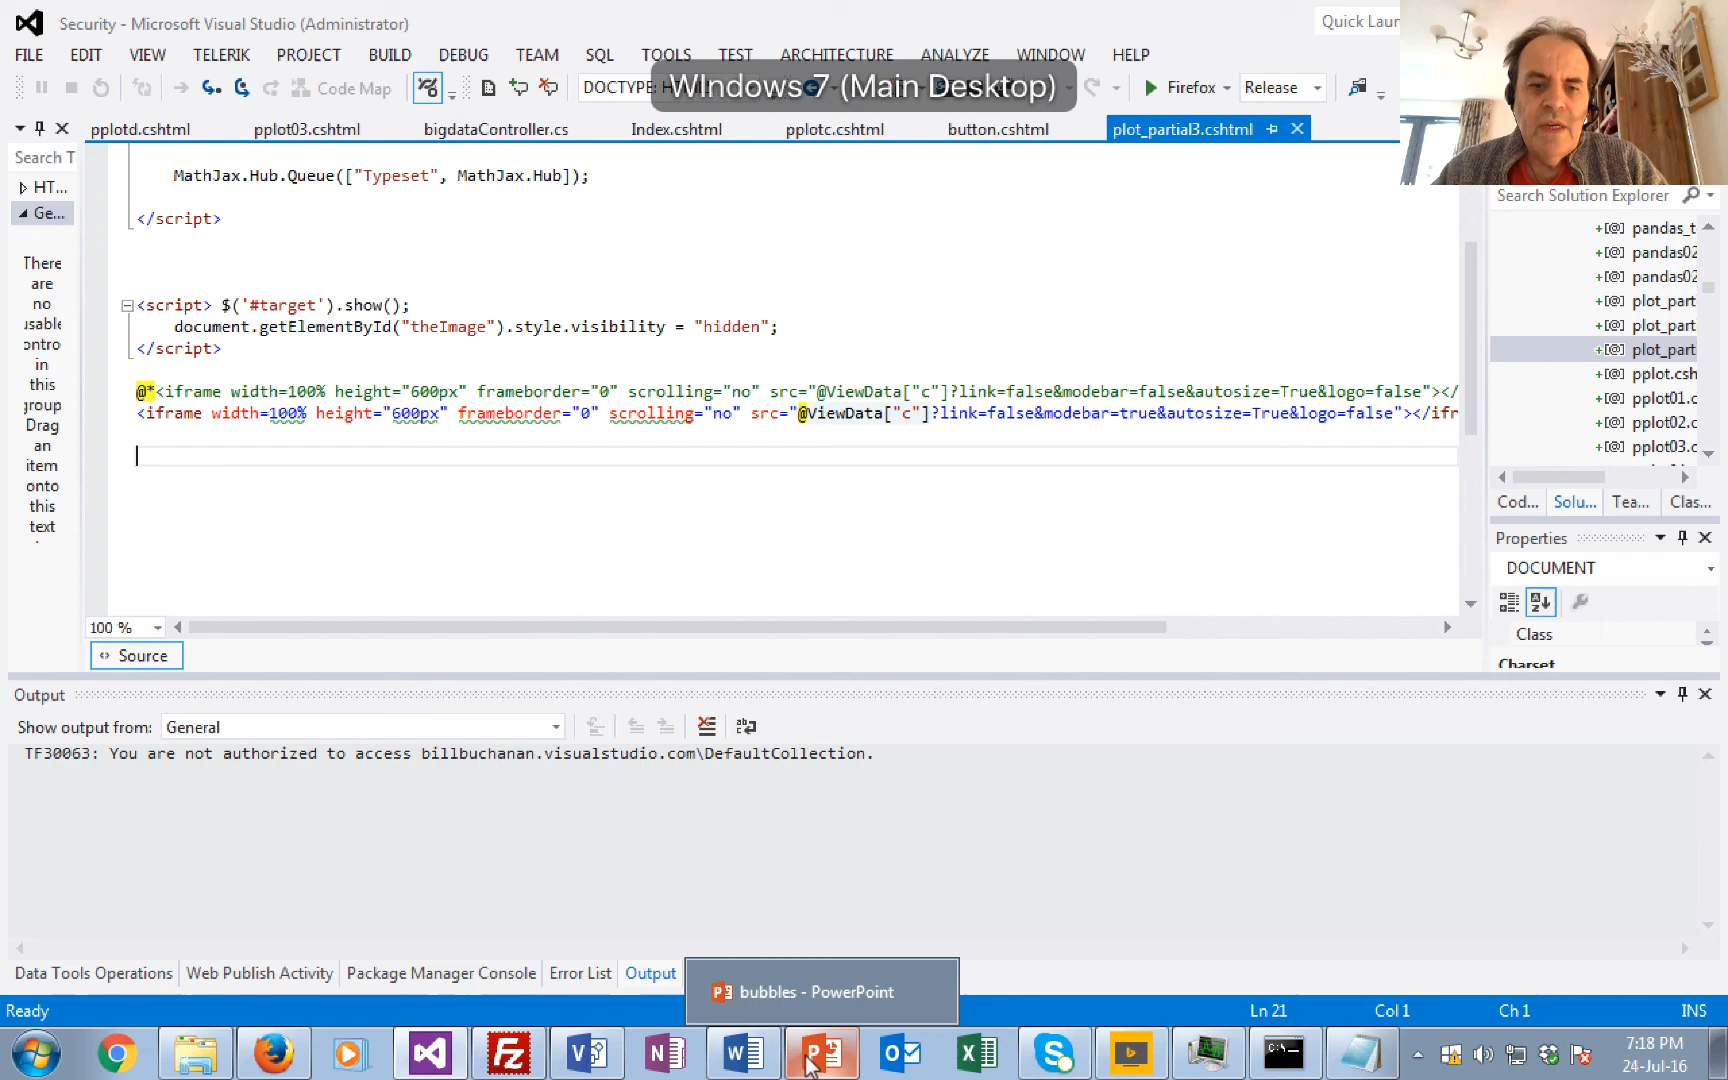 Security - Microsoft Visual Studio (Administrator)
Quick Laun
FILE EDIT VIEW TELERIK PROJECT BUILD DEBUG TEAM SQL TOOLS TEST ARCHITECTURE ANALYZE WINDOW HELP
Code Map
DOCTYPE:
WIndows 7 (Main Desktop)
Firefox
Release
pplotd.cshtml pplot03.cshtml bigdataController.cs Index.cshtml pplotc.cshtml button.cshtml plot_partial3.cshtml
Search T
HT...
Ge...
There
are
no
usable
ontro
in
this
group
Drag
an
item
onto
this
text
MathJax.Hub.Queue(["Typeset", MathJax.Hub]);
</script>
<script> $('#target').show();
document.getElementById("theImage").style.visibility = "hidden";
</script>
@*<iframe width=100% height="600px" frameborder="0" scrolling="no" src="@ViewData["c"]?link=false&modebar=false&autosize=True&logo=false"></
<iframe width=100% height="600px" frameborder="0" scrolling="no" src="@ViewData["c"]?link=false&modebar=true&autosize=True&logo=false"></ifr
100 %
Source
Search Solution Explorer
pandas_t
pandas02
pandas02
plot_part
plot_part
plot_part
pplot.csh
pplot01.c
pplot02.c
pplot03.c
Cod... Solu... Tea... Clas...
Properties
DOCUMENT
Class
Charset
Output
Show output from: General
TF30063: You are not authorized to access billbuchanan.visualstudio.com\DefaultCollection.
Data Tools Operations Web Publish Activity Package Manager Console Error List Output
bubbles - PowerPoint
Ready
Ln 21 Col 1 Ch 1 INS
7:18 PM
24-Jul-16